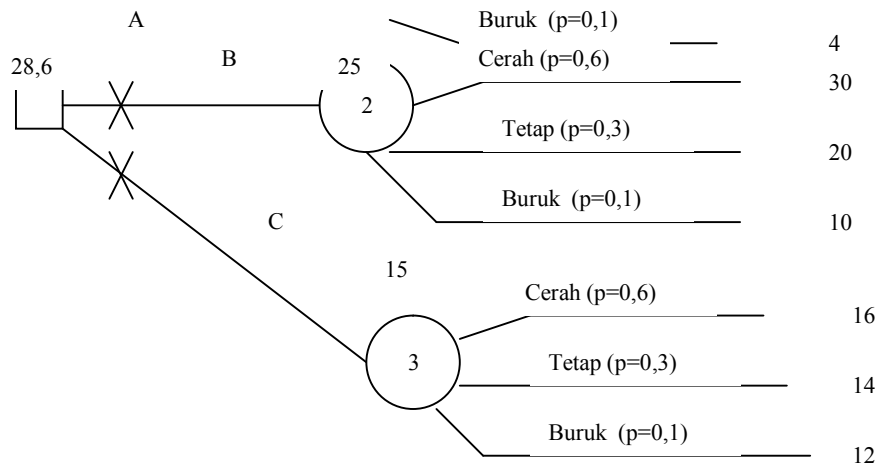 A
Buruk (p=0,1) 4
B
Cerah (p=0,6) 30
28,6
25
2
Tetap (p=0,3) 20
Buruk (p=0,1) 10
C
15
Cerah (p=0,6) 16
3
Tetap (p=0,3) 14
Buruk (p=0,1) 12